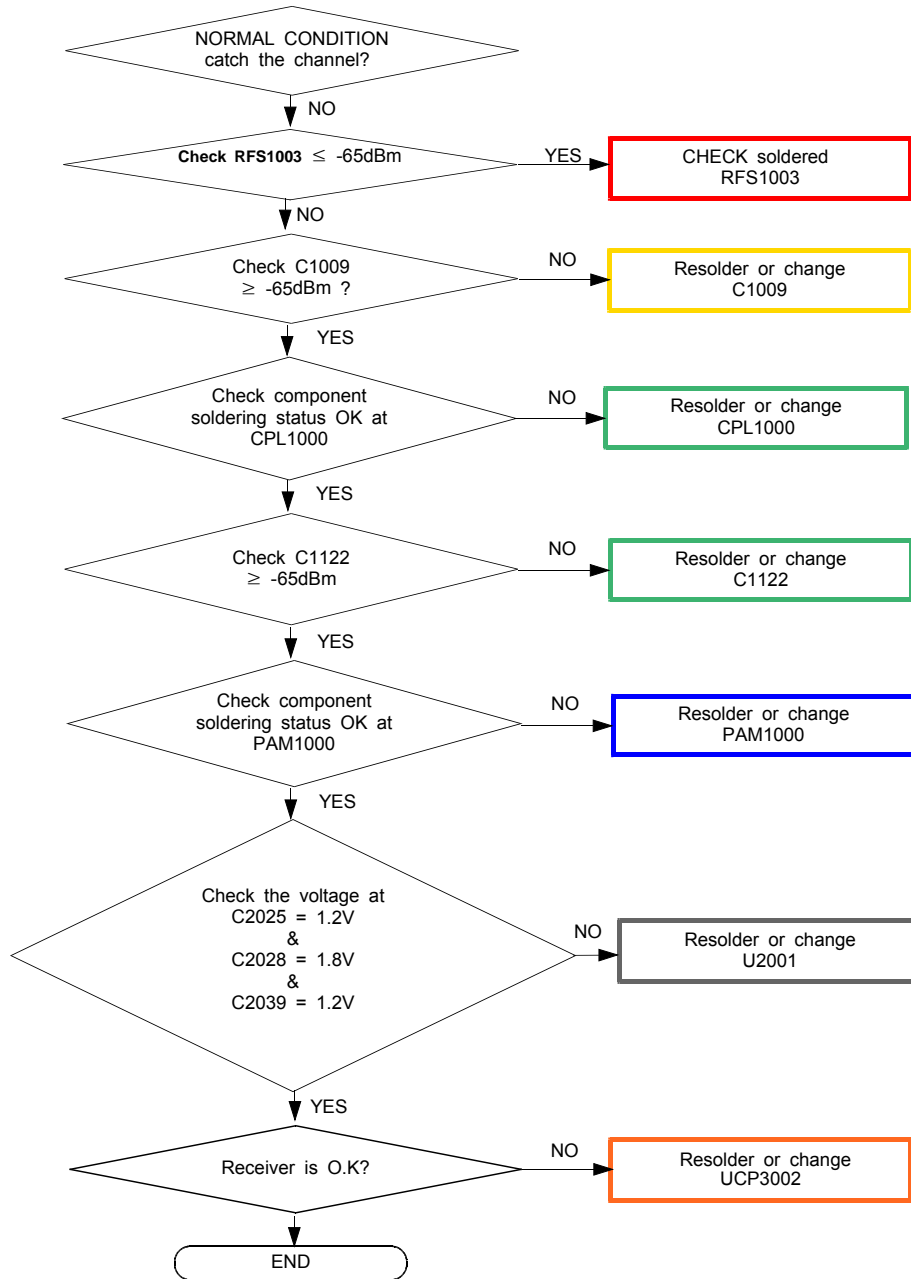 NORMAL CONDITION
catch the channel?
NO
Check RFS1003 ≤ -65dBm
YES
CHECK soldered
RFS1003
NO
Check C1009
≥ -65dBm ?
NO
Resolder or change
C1009
YES
Check component
soldering status OK at
CPL1000
NO
Resolder or change
CPL1000
YES
Check C1122
≥ -65dBm
NO
Resolder or change
C1122
YES
Check component
soldering status OK at
PAM1000
NO
Resolder or change
PAM1000
YES
Check the voltage at
C2025 = 1.2V
&
C2028 = 1.8V
&
C2039 = 1.2V
NO
Resolder or change
U2001
YES
Receiver is O.K?
NO
Resolder or change
UCP3002
END